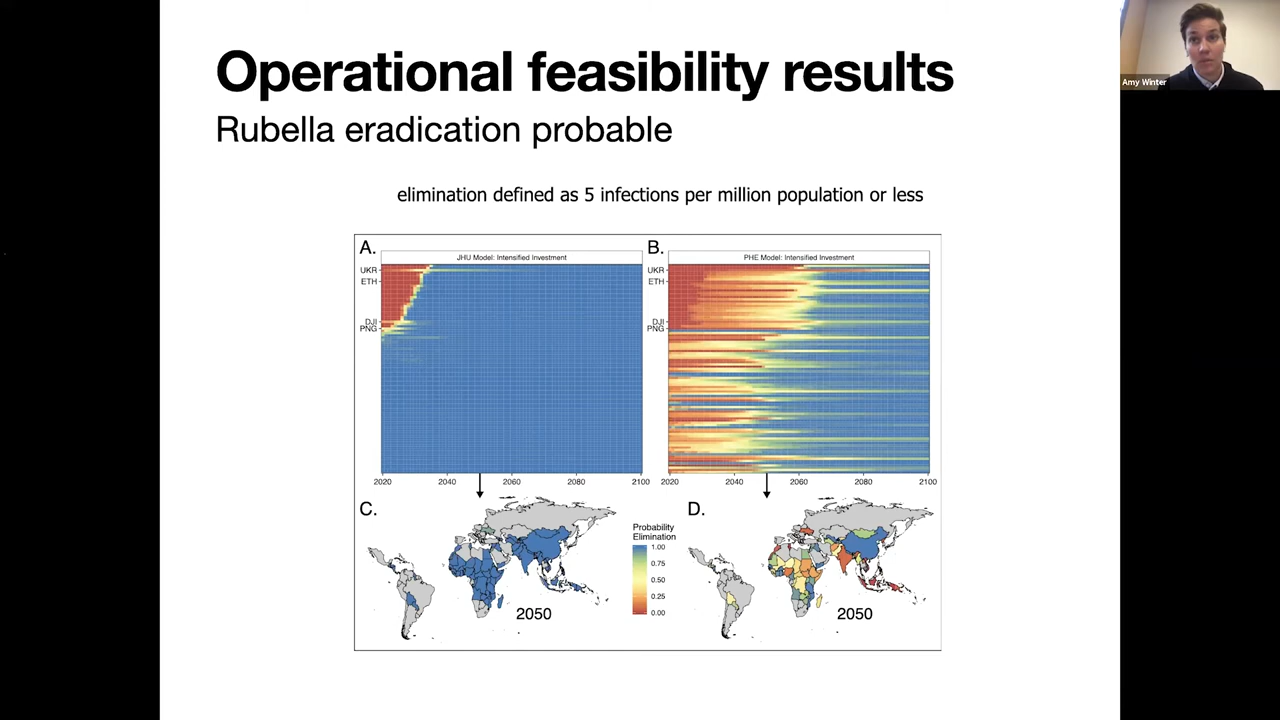 Operational feasibility results
Rubella eradication probable
elimination defined as 5 infections per million population or less
A.
JHU Model: Intensified Investment
UKR
ETH
DJI
PNG
2020 2040 2060 2080 2100
B.
PHE Model: Intensified Investment
UKR
ETH
DJI
PNG
2020 2040 2060 2080 2100
C.
2050
Probability
Elimination
1.00
0.75
0.50
0.25
0.00
D.
2050
Amy Winter